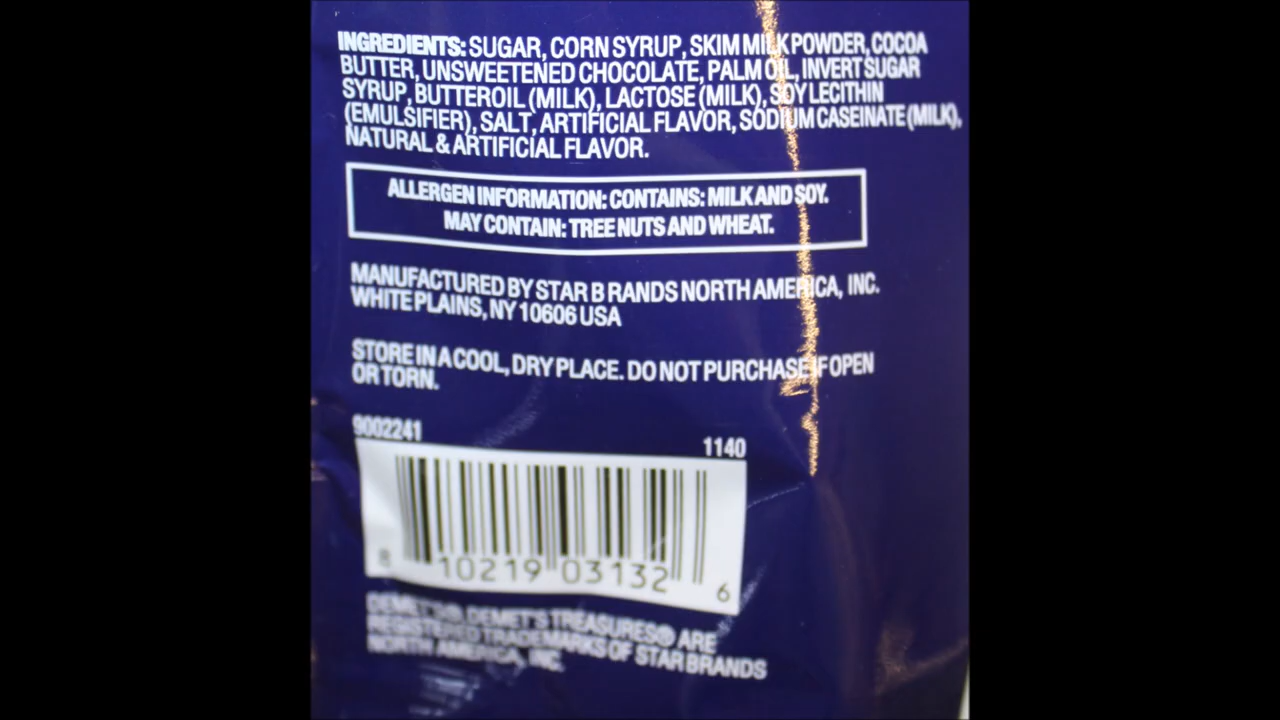 INGREDIENTS: SUGAR, CORN SYRUP, SKIM MILK POWDER, COCOA
BUTTER, UNSWEETENED CHOCOLATE, PALM OIL, INVERT SUGAR
SYRUP, BUTTEROIL (MILK), LACTOSE (MILK), SOY LECITHIN
(EMULSIFIER), SALT, ARTIFICIAL FLAVOR, SODIUM CASEINATE (MILK),
NATURAL & ARTIFICIAL FLAVOR.
ALLERGEN INFORMATION: CONTAINS: MILK AND SOY.
MAY CONTAIN: TREE NUTS AND WHEAT.
MANUFACTURED BY STAR B RANDS NORTH AMERICA, INC.
WHITE PLAINS, NY 10606 USA
STORE IN A COOL, DRY PLACE. DO NOT PURCHASE IF OPEN
OR TORN.
9002241
1140
8 10219 03132 6
DEMET'S®, DEMET'S TREASURES® ARE
REGISTERED TRADEMARKS OF STAR BRANDS
NORTH AMERICA, INC.